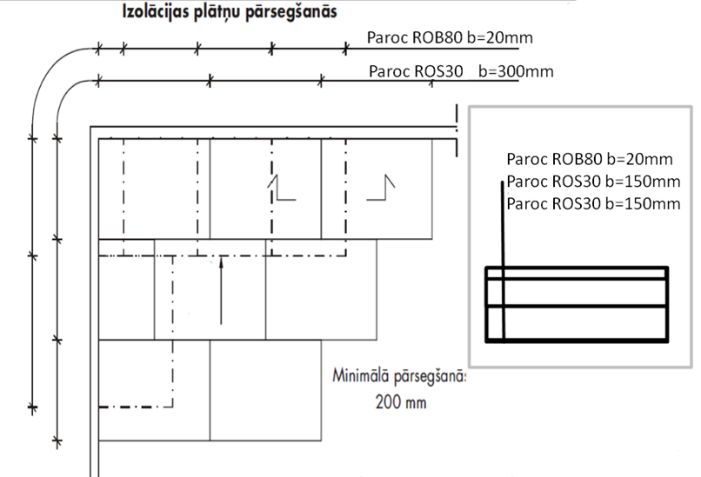 Izolācijas plātņu pārsegšanās
Paroc ROB80 b=20mm
Paroc ROS30 b=300mm
Paroc ROB80 b=20mm
Paroc ROS30 b=150mm
Paroc ROS30 b=150mm
Minimālā pārsegšanās
200 mm